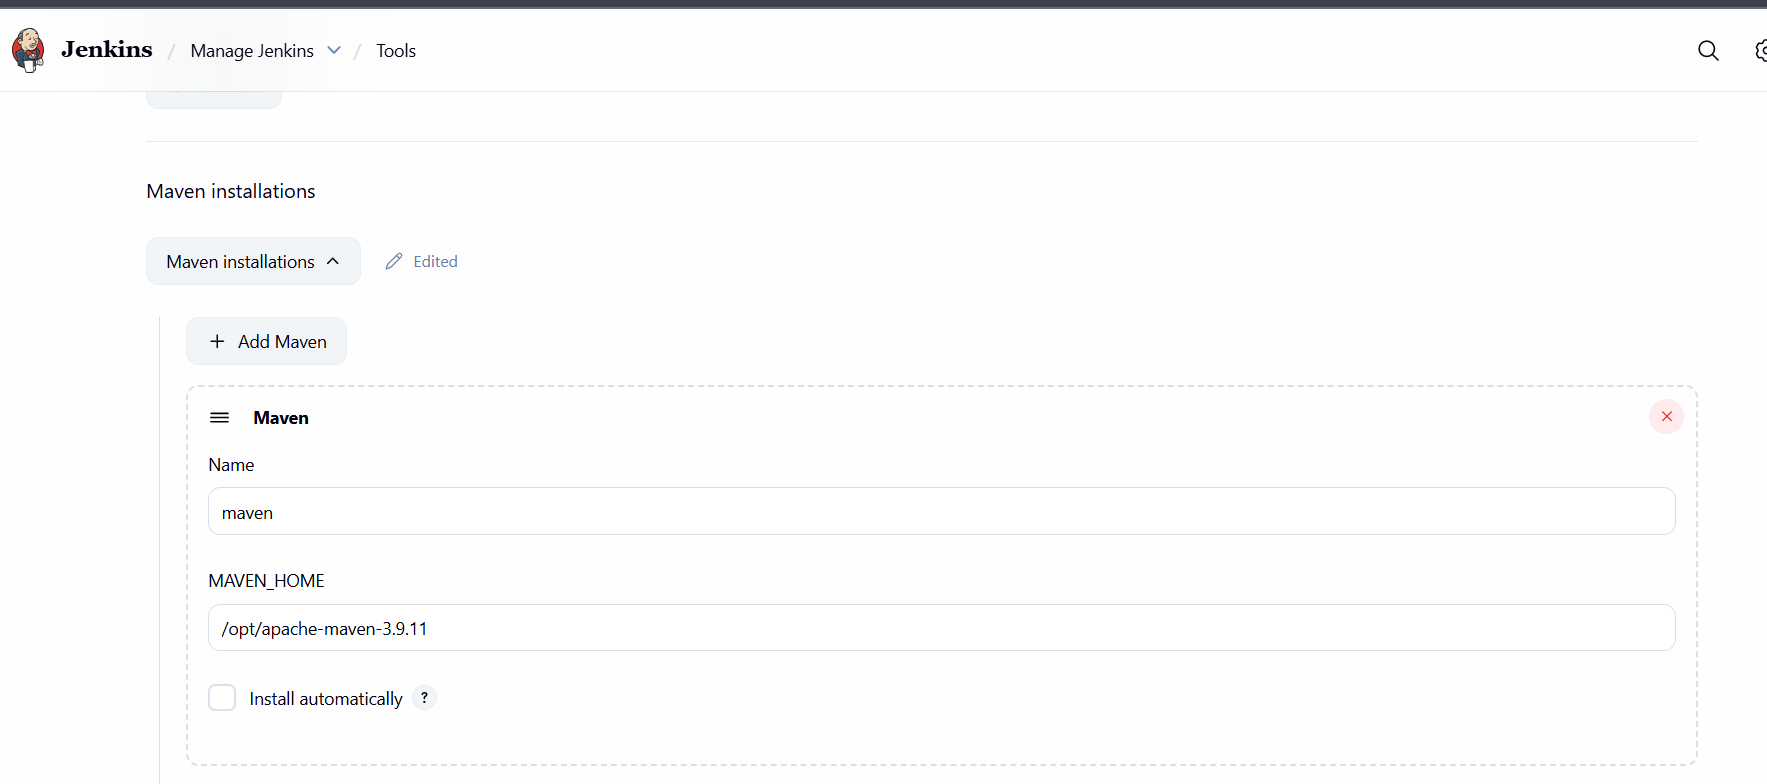 Jenkins / Manage Jenkins / Tools
Maven installations
Maven installations Edited
+ Add Maven
Maven
Name
maven
MAVEN_HOME
/opt/apache-maven-3.9.11
Install automatically ?